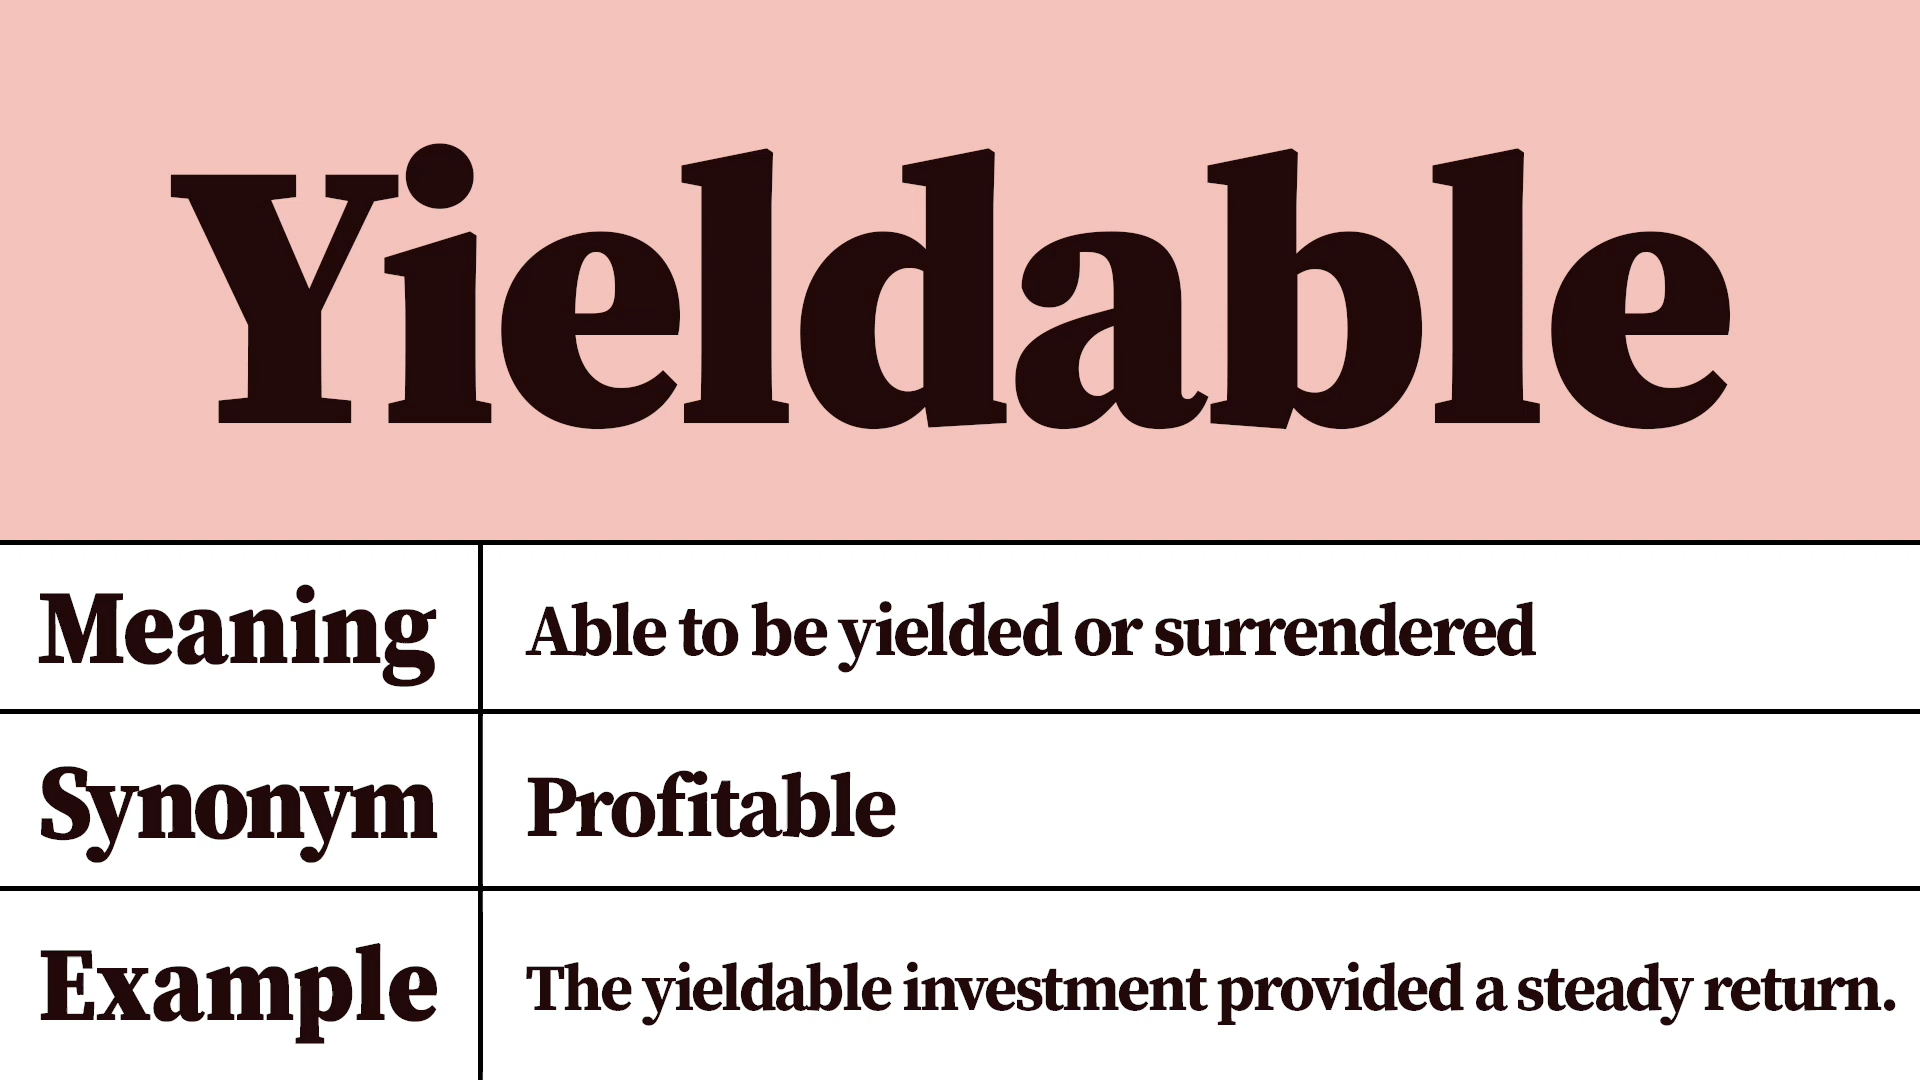 Yieldable
Meaning
Able to be yielded or surrendered
Synonym
Profitable
Example
The yieldable investment provided a steady return.